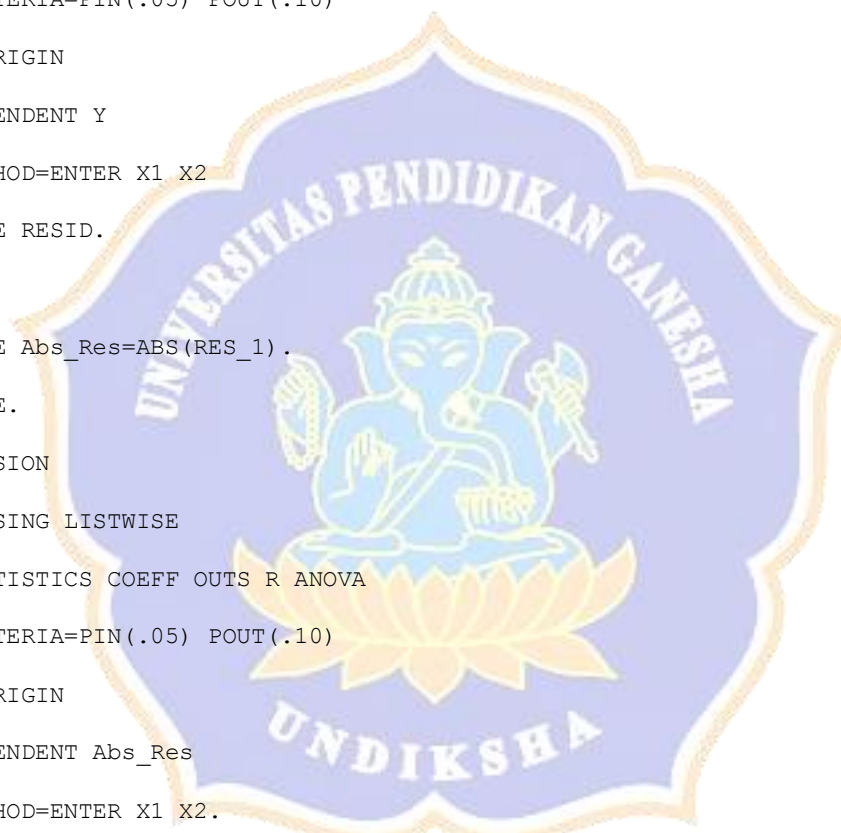 TERIA=PIN(.05) POUT(.10)
RIGIN
ENDENT Y
HOD=ENTER X1 X2
E RESID.
E Abs_Res=ABS(RES_1).
E.
SION
SING LISTWISE
TISTICS COEFF OUTS R ANOVA
TERIA=PIN(.05) POUT(.10)
RIGIN
ENDENT Abs_Res
HOD=ENTER X1 X2.
UNIVERSITAS PENDIDIKAN GANESHA
UNDIKSHA